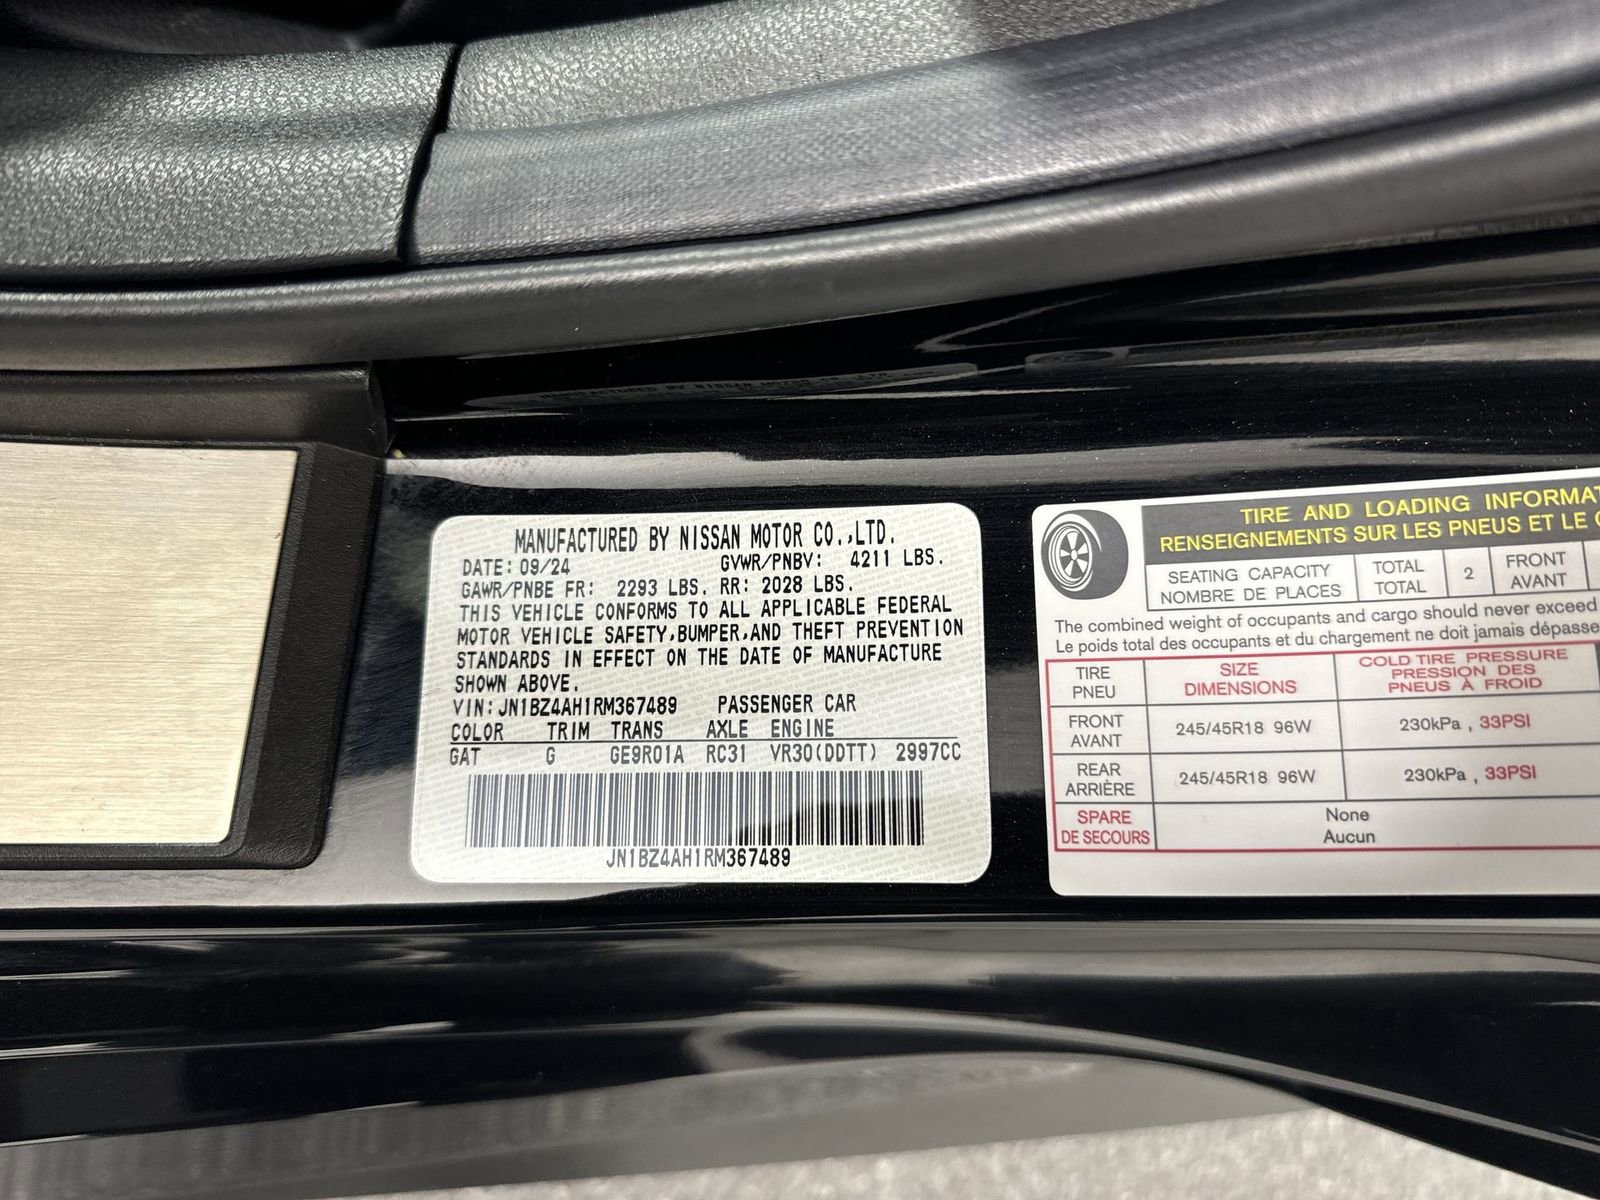 MANUFACTURED BY NISSAN MOTOR CO.,LTD.
DATE: 09/24 GVWR/PNBV: 4211 LBS.
GAWR/PNBE FR: 2293 LBS. RR: 2028 LBS.
THIS VEHICLE CONFORMS TO ALL APPLICABLE FEDERAL
MOTOR VEHICLE SAFETY,BUMPER,AND THEFT PREVENTION
STANDARDS IN EFFECT ON THE DATE OF MANUFACTURE
SHOWN ABOVE.
VIN:JN1BZ4AH1RM367489 PASSENGER CAR
COLOR TRIM TRANS AXLE ENGINE
GAT G GE9R01A RC31 VR30(DDTT) 2997CC
JN1BZ4AH1RM367489
TIRE AND LOADING INFORMAT
RENSEIGNEMENTS SUR LES PNEUS ET LE C
SEATING CAPACITY
NOMBRE DE PLACES
TOTAL
TOTAL
2
FRONT
AVANT
The combined weight of occupants and cargo should never exceed
Le poids total des occupants et du chargement ne doit jamais dépasse
TIRE
PNEU
SIZE
DIMENSIONS
COLD TIRE PRESSURE
PRESSION DES
PNEUS À FROID
FRONT
AVANT
245/45R18 96W
230kPa , 33PSI
REAR
ARRIÈRE
245/45R18 96W
230kPa , 33PSI
SPARE
DE SECOURS
None
Aucun